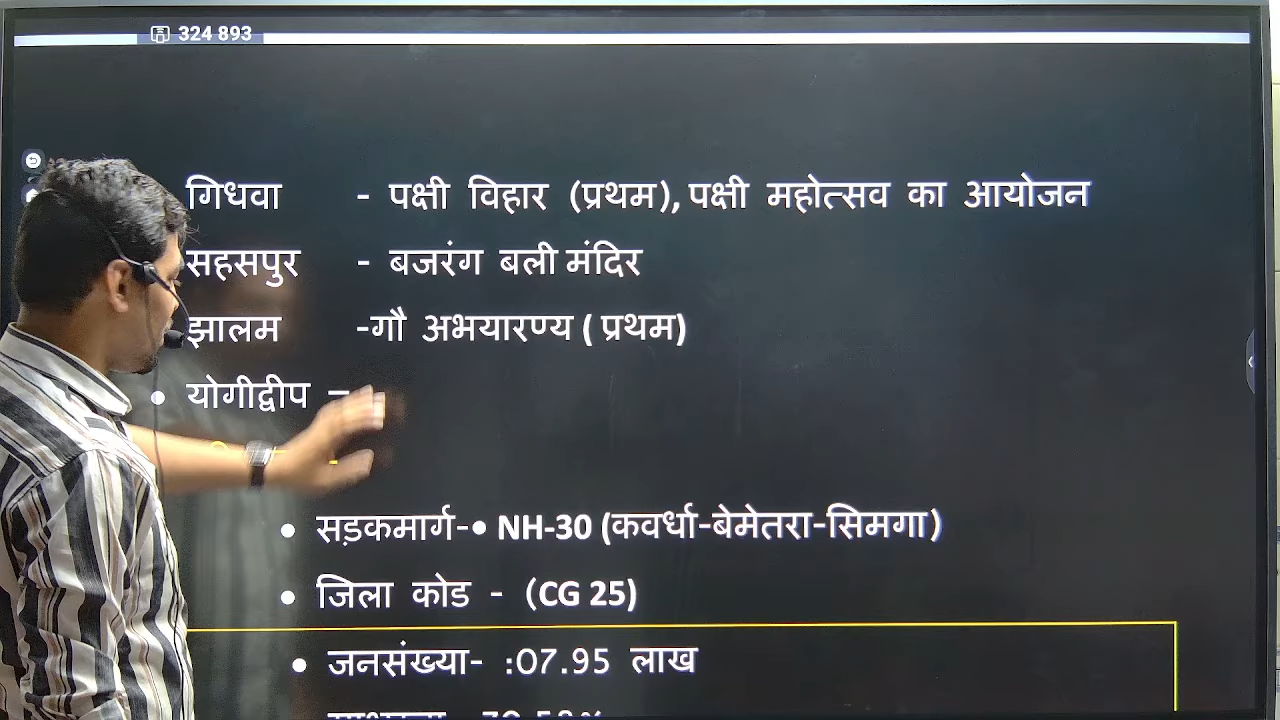 324 893
गिधवा - पक्षी विहार (प्रथम), पक्षी महोत्सव का आयोजन
सहसपुर - बजरंग बली मंदिर
झालम -गौ अभयारण्य ( प्रथम)
• योगीद्वीप –
• सड़कमार्ग-• NH-30 (कवर्धा-बेमेतरा-सिमगा)
• जिला कोड - (CG 25)
• जनसंख्या- :07.95 लाख